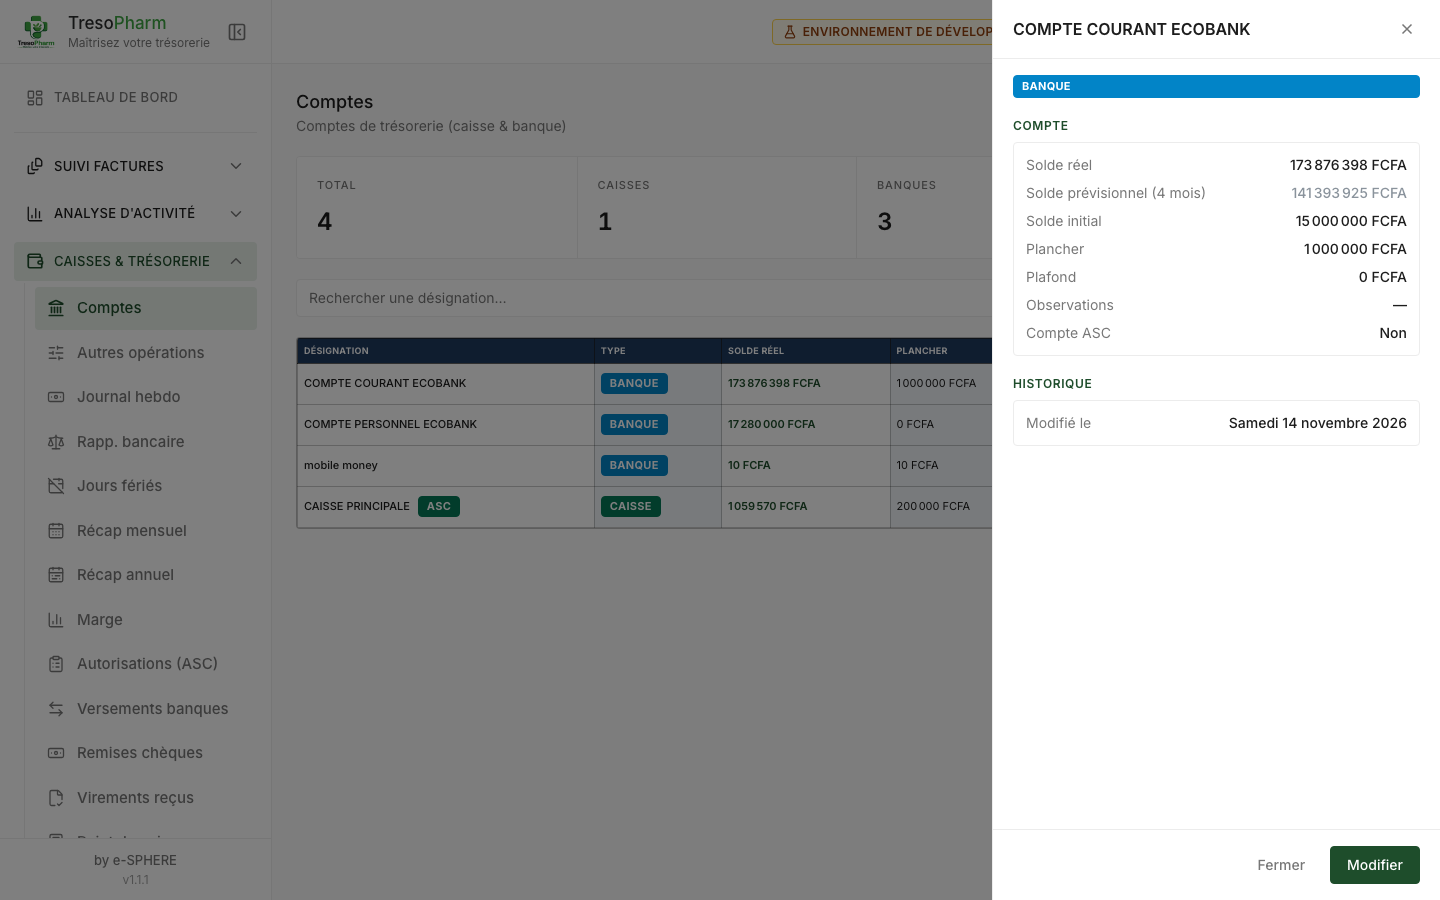 TresoPharm
Maîtrisez votre trésorerie
TresoPharm
TABLEAU DE BORD
SUIVI FACTURES
ANALYSE D'ACTIVITÉ
CAISSES & TRÉSORERIE
Comptes
Autres opérations
Journal hebdo
Rapp. bancaire
Jours fériés
Récap mensuel
Récap annuel
Marge
Autorisations (ASC)
Versements banques
Remises chèques
Virements reçus
by e-SPHERE
v1.1.1
ENVIRONNEMENT DE DÉVELOP
Comptes
Comptes de trésorerie (caisse & banque)
TOTAL
4
CAISSES
1
BANQUES
3
Rechercher une désignation...
DÉSIGNATION TYPE SOLDE RÉEL PLANCHER
COMPTE COURANT ECOBANK BANQUE 173 876 398 FCFA 1 000 000 FCFA
COMPTE PERSONNEL ECOBANK BANQUE 17 280 000 FCFA 0 FCFA
mobile money BANQUE 10 FCFA 10 FCFA
CAISSE PRINCIPALE ASC CAISSE 1 059 570 FCFA 200 000 FCFA
COMPTE COURANT ECOBANK
BANQUE
COMPTE
Solde réel 173 876 398 FCFA
Solde prévisionnel (4 mois) 141 393 925 FCFA
Solde initial 15 000 000 FCFA
Plancher 1 000 000 FCFA
Plafond 0 FCFA
Observations —
Compte ASC Non
HISTORIQUE
Modifié le Samedi 14 novembre 2026
Fermer
Modifier